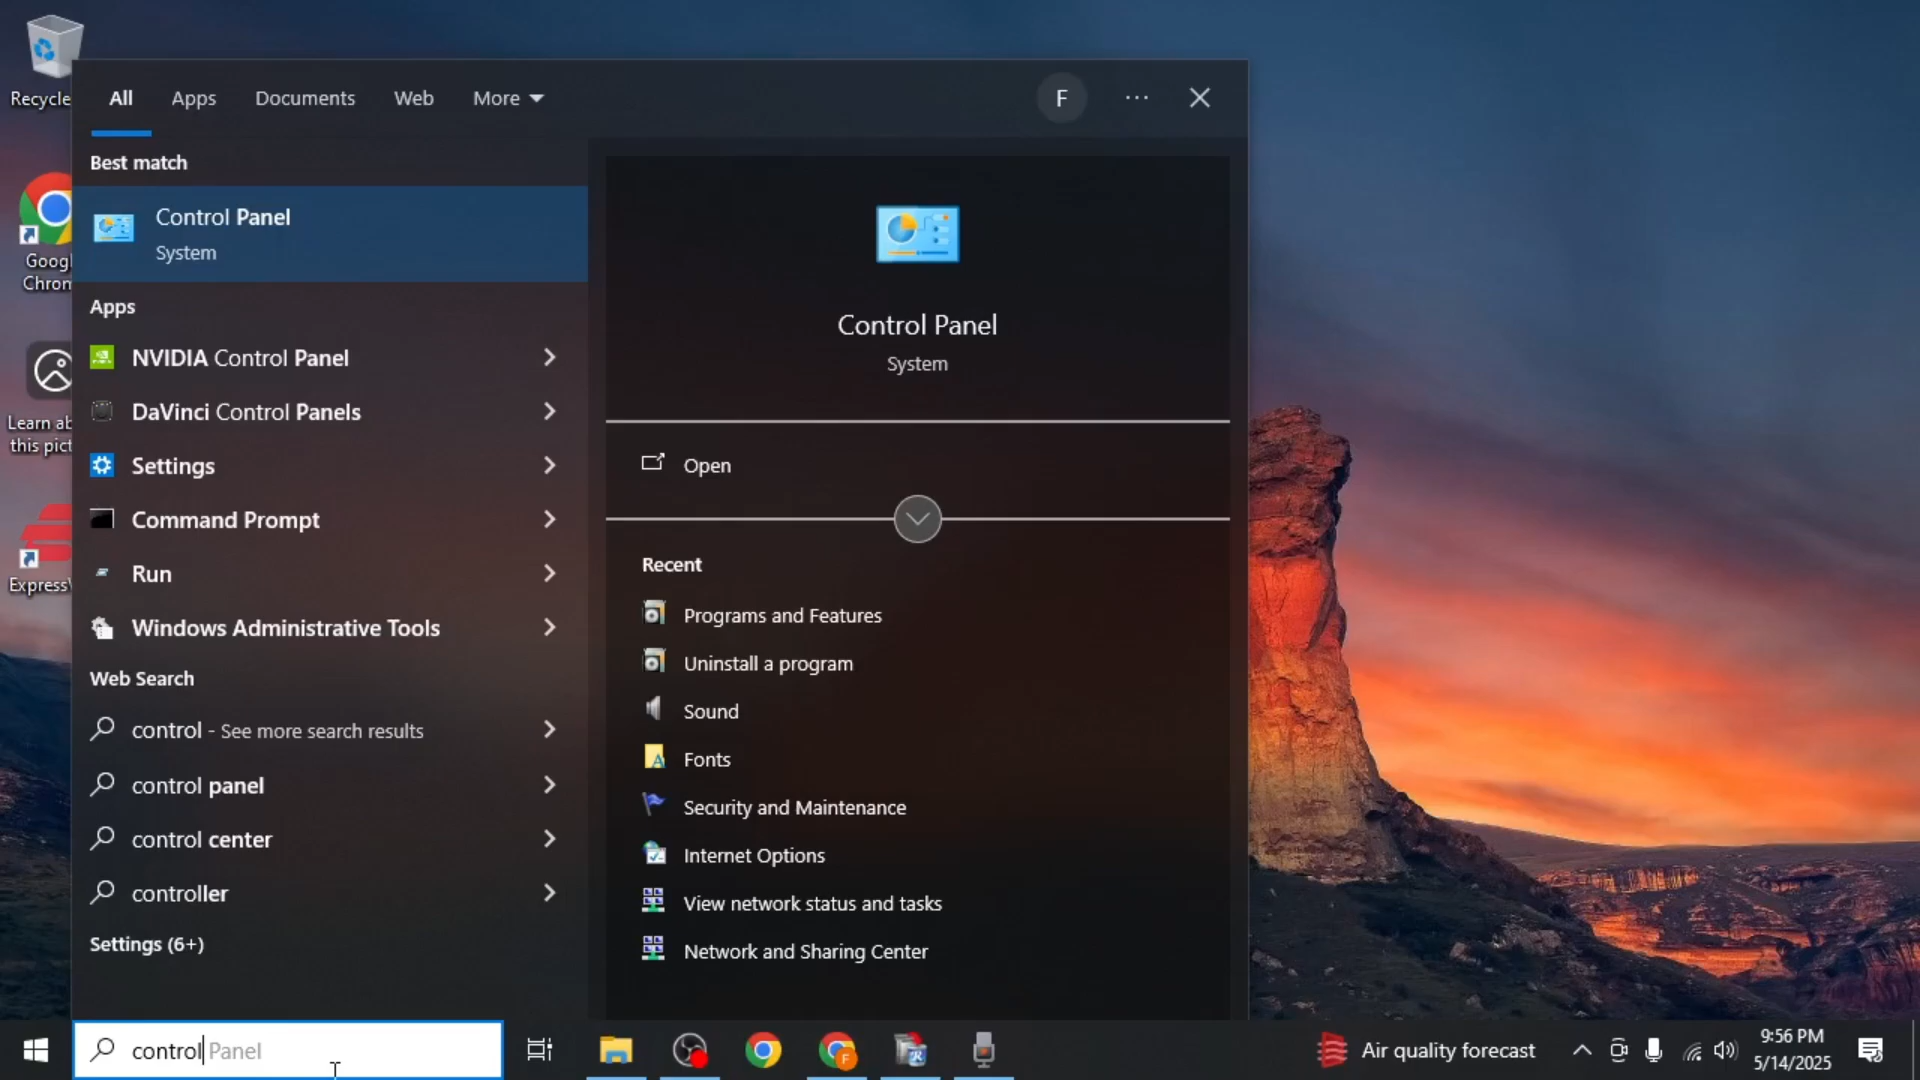 Recycle
Googl
Chron
Learn ab
this pict
ExpressV
All
Apps
Documents
Web
More
F
Best match
Control Panel
System
Apps
NVIDIA Control Panel
DaVinci Control Panels
Settings
Command Prompt
Run
Windows Administrative Tools
Web Search
control - See more search results
control panel
control center
controller
Settings (6+)
Control Panel
System
Open
Recent
Programs and Features
Uninstall a program
Sound
Fonts
Security and Maintenance
Internet Options
View network status and tasks
Network and Sharing Center
control Panel
F
R
Air quality forecast
9:56 PM
5/14/2025